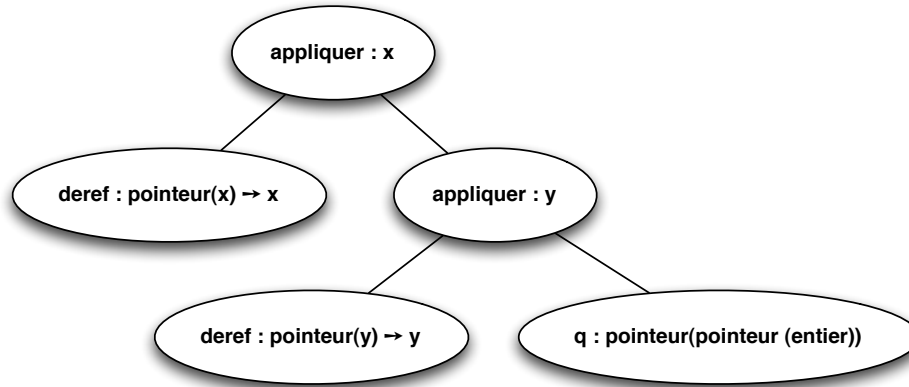 appliquer : x
deref : pointeur(x) → x
appliquer : y
deref : pointeur(y) → y
q : pointeur(pointeur (entier))